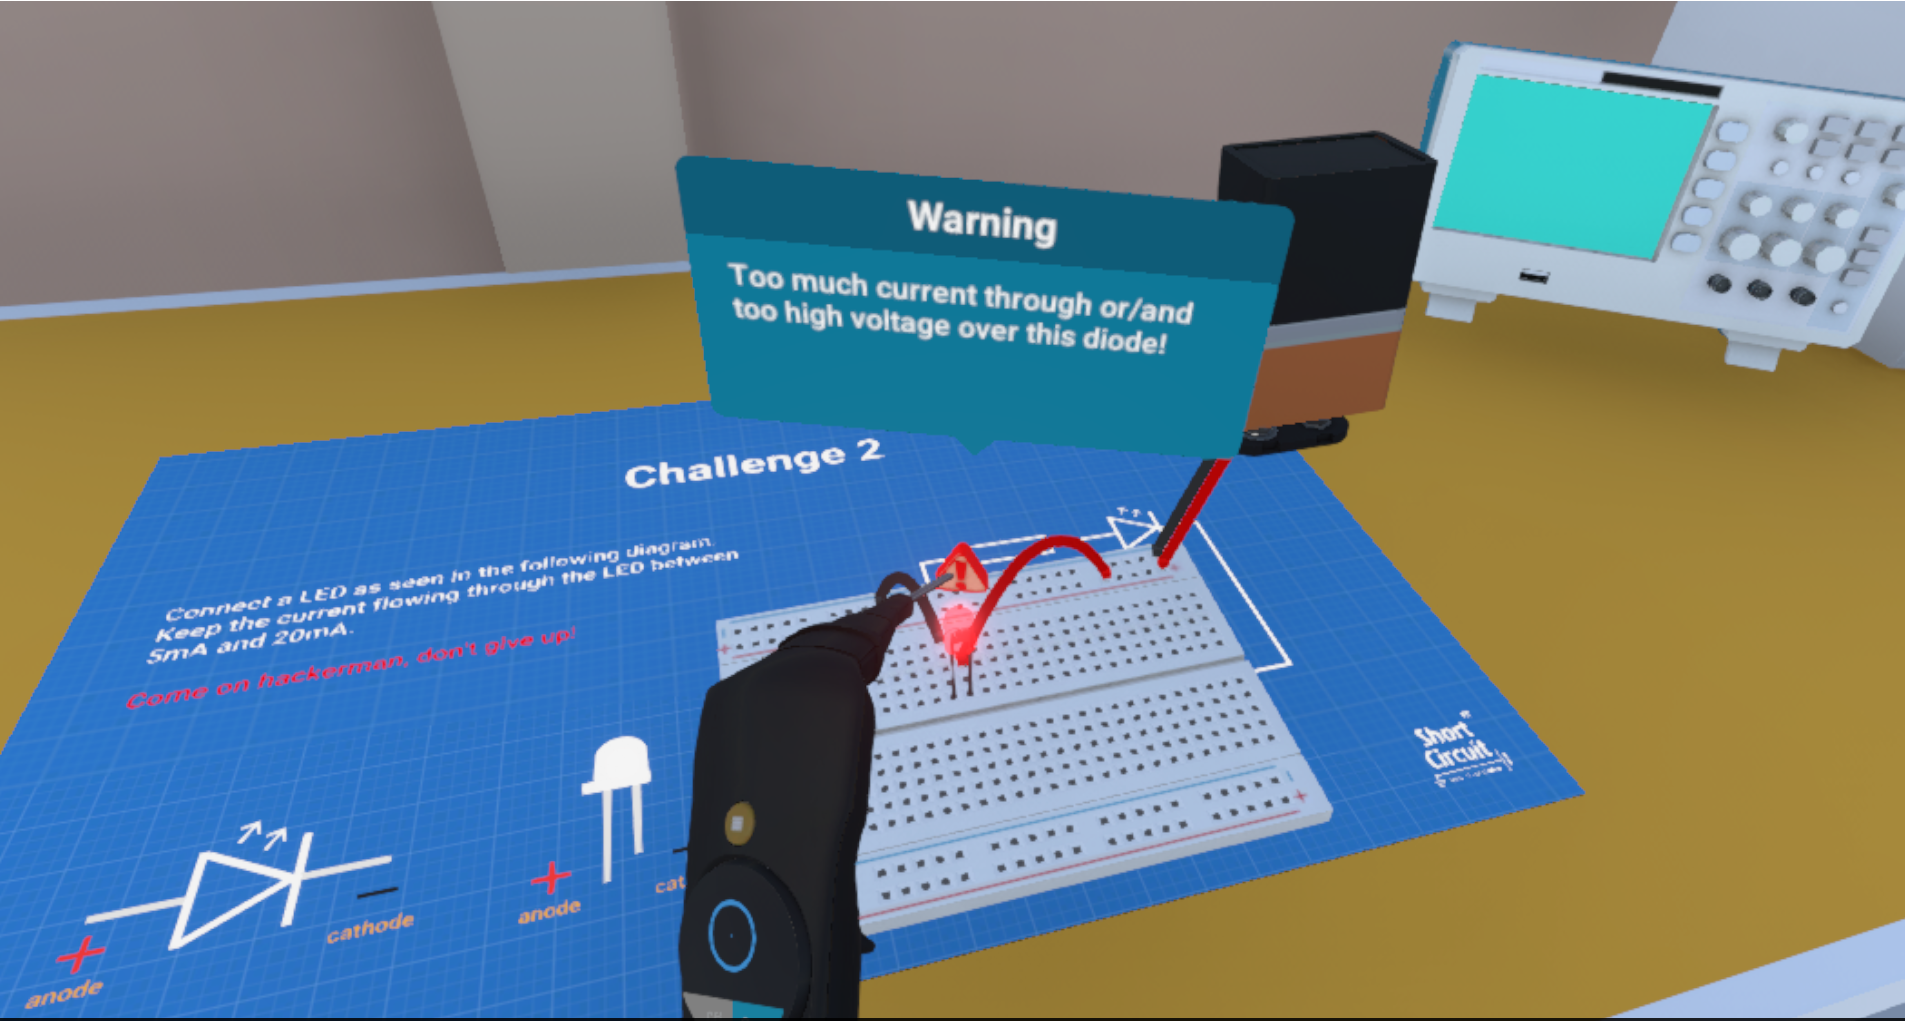 Warning
Too much current through or/and
too high voltage over this diode!
Challenge 2
Connect a LED as seen in the following diagram.
Keep the current flowing through the LED between
5mA and 20mA.
Come on hackerman, don't give up!
Short
Circuit
+
anode
cathode
+
anode